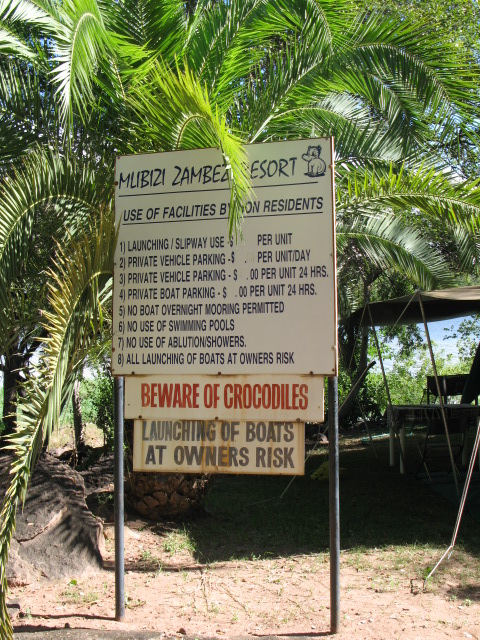 MLIBIZI ZAMBEZI RESORT
USE OF FACILITIES BY NON RESIDENTS
1) LAUNCHING / SLIPWAY USE -$ PER UNIT
2) PRIVATE VEHICLE PARKING -$ . PER UNIT/DAY
3) PRIVATE VEHICLE PARKING -$ .00 PER UNIT 24 HRS.
4) PRIVATE BOAT PARKING -$ .00 PER UNIT 24 HRS.
5) NO BOAT OVERNIGHT MOORING PERMITTED
6) NO USE OF SWIMMING POOLS
7) NO USE OF ABLUTION/SHOWERS.
8) ALL LAUNCHING OF BOATS AT OWNERS RISK
BEWARE OF CROCODILES
LAUNCHING OF BOATS
AT OWNERS RISK